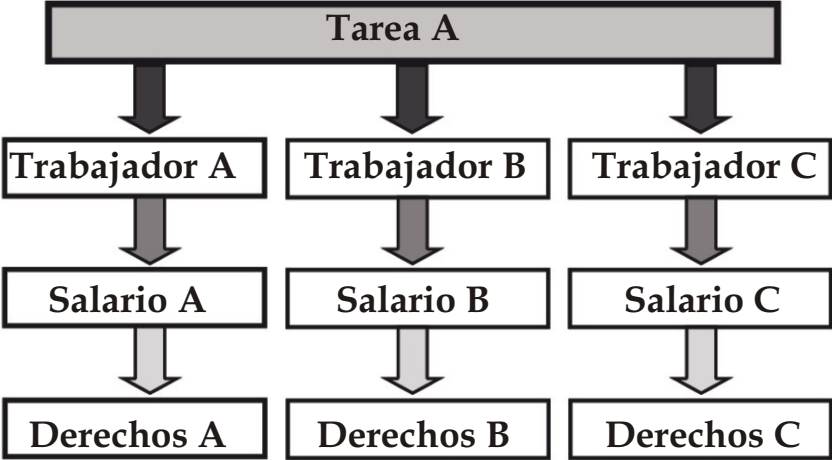 Tarea A
Trabajador A
Trabajador B
Trabajador C
Salario A
Salario B
Salario C
Derechos A
Derechos B
Derechos C